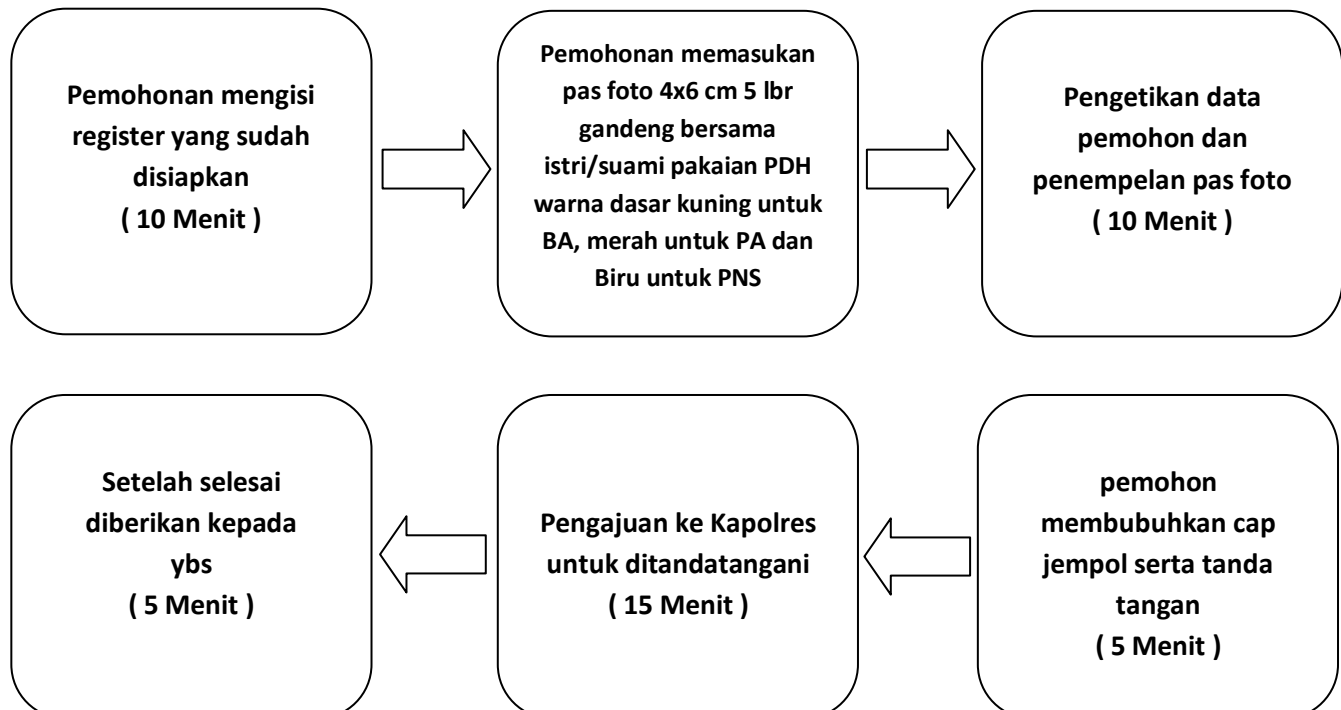 Pemohonan mengisi
register yang sudah
disiapkan
( 10 Menit )
Pemohonan memasukan
pas foto 4x6 cm 5 lbr
gandeng bersama
istri/suami pakaian PDH
warna dasar kuning untuk
BA, merah untuk PA dan
Biru untuk PNS
Pengetikan data
pemohon dan
penempelan pas foto
( 10 Menit )
pemohon
membubuhkan cap
jempol serta tanda
tangan
( 5 Menit )
Pengajuan ke Kapolres
untuk ditandatangani
( 15 Menit )
Setelah selesai
diberikan kepada
ybs
( 5 Menit )